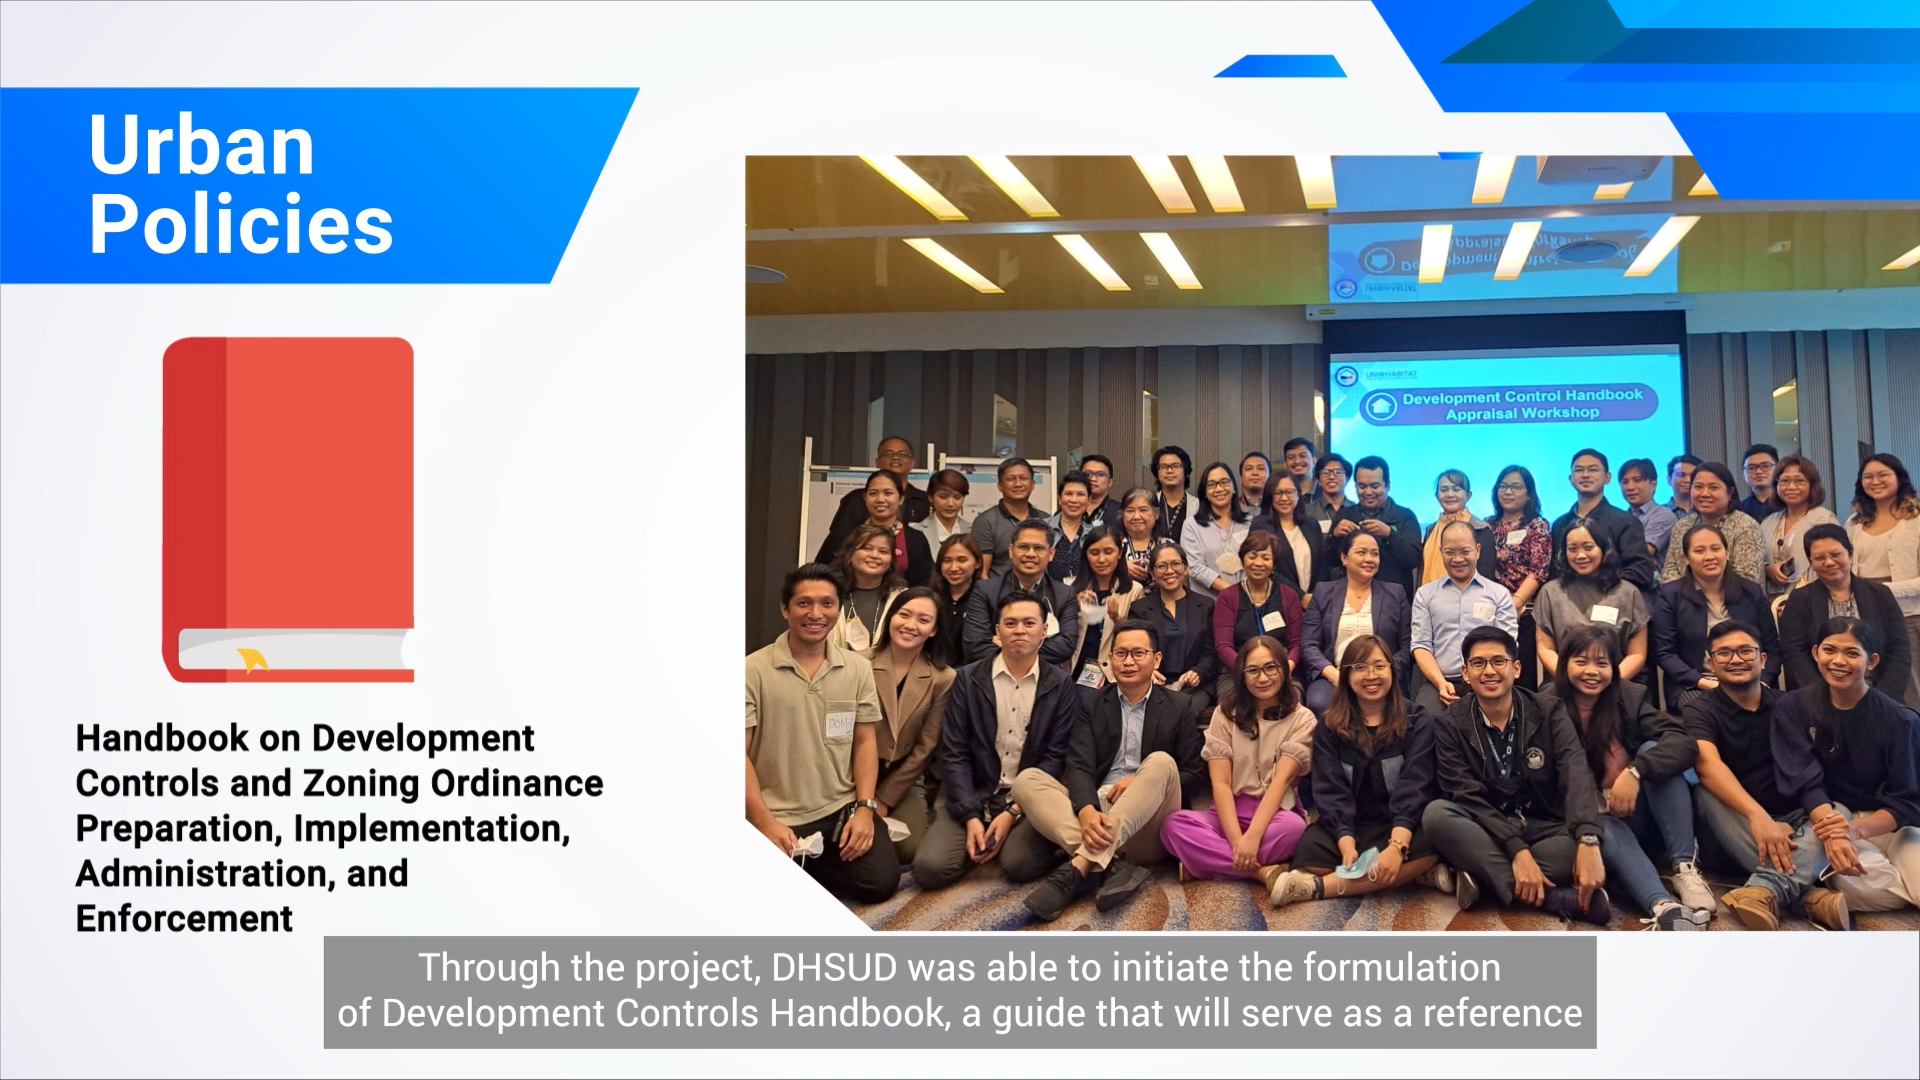 Urban
Policies
UN HABITAT
Development Control Handbook
Appraisal Workshop
Handbook on Development
Controls and Zoning Ordinance
Preparation, Implementation,
Administration, and
Enforcement
Through the project, DHSUD was able to initiate the formulation
of Development Controls Handbook, a guide that will serve as a reference